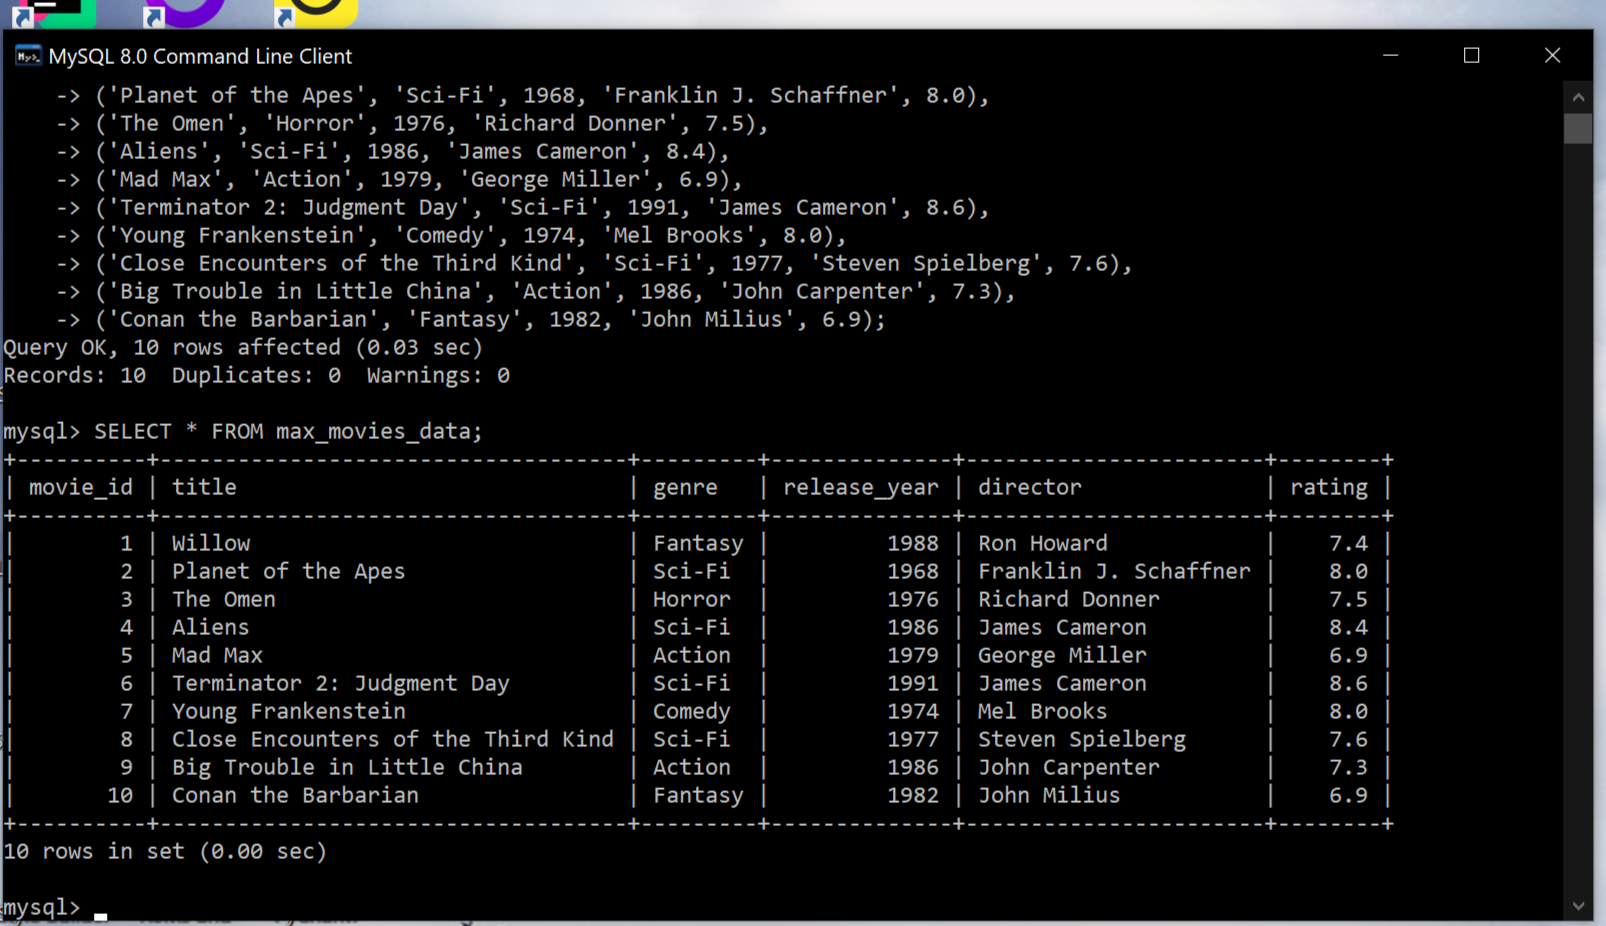 MySQL 8.0 Command Line Client
    -> ('Planet of the Apes', 'Sci-Fi', 1968, 'Franklin J. Schaffner', 8.0),
    -> ('The Omen', 'Horror', 1976, 'Richard Donner', 7.5),
    -> ('Aliens', 'Sci-Fi', 1986, 'James Cameron', 8.4),
    -> ('Mad Max', 'Action', 1979, 'George Miller', 6.9),
    -> ('Terminator 2: Judgment Day', 'Sci-Fi', 1991, 'James Cameron', 8.6),
    -> ('Young Frankenstein', 'Comedy', 1974, 'Mel Brooks', 8.0),
    -> ('Close Encounters of the Third Kind', 'Sci-Fi', 1977, 'Steven Spielberg', 7.6),
    -> ('Big Trouble in Little China', 'Action', 1986, 'John Carpenter', 7.3),
    -> ('Conan the Barbarian', 'Fantasy', 1982, 'John Milius', 6.9);
Query OK, 10 rows affected (0.03 sec)
Records: 10  Duplicates: 0  Warnings: 0

mysql> SELECT * FROM max_movies_data;
+----------+------------------------------------+---------+--------------+-----------------------+--------+
| movie_id | title                              | genre   | release_year | director              | rating |
+----------+------------------------------------+---------+--------------+-----------------------+--------+
|        1 | Willow                             | Fantasy |         1988 | Ron Howard            |    7.4 |
|        2 | Planet of the Apes                 | Sci-Fi  |         1968 | Franklin J. Schaffner |    8.0 |
|        3 | The Omen                           | Horror  |         1976 | Richard Donner        |    7.5 |
|        4 | Aliens                             | Sci-Fi  |         1986 | James Cameron         |    8.4 |
|        5 | Mad Max                            | Action  |         1979 | George Miller         |    6.9 |
|        6 | Terminator 2: Judgment Day         | Sci-Fi  |         1991 | James Cameron         |    8.6 |
|        7 | Young Frankenstein                 | Comedy  |         1974 | Mel Brooks            |    8.0 |
|        8 | Close Encounters of the Third Kind | Sci-Fi  |         1977 | Steven Spielberg      |    7.6 |
|        9 | Big Trouble in Little China        | Action  |         1986 | John Carpenter        |    7.3 |
|       10 | Conan the Barbarian                | Fantasy |         1982 | John Milius           |    6.9 |
+----------+------------------------------------+---------+--------------+-----------------------+--------+
10 rows in set (0.00 sec)

mysql>